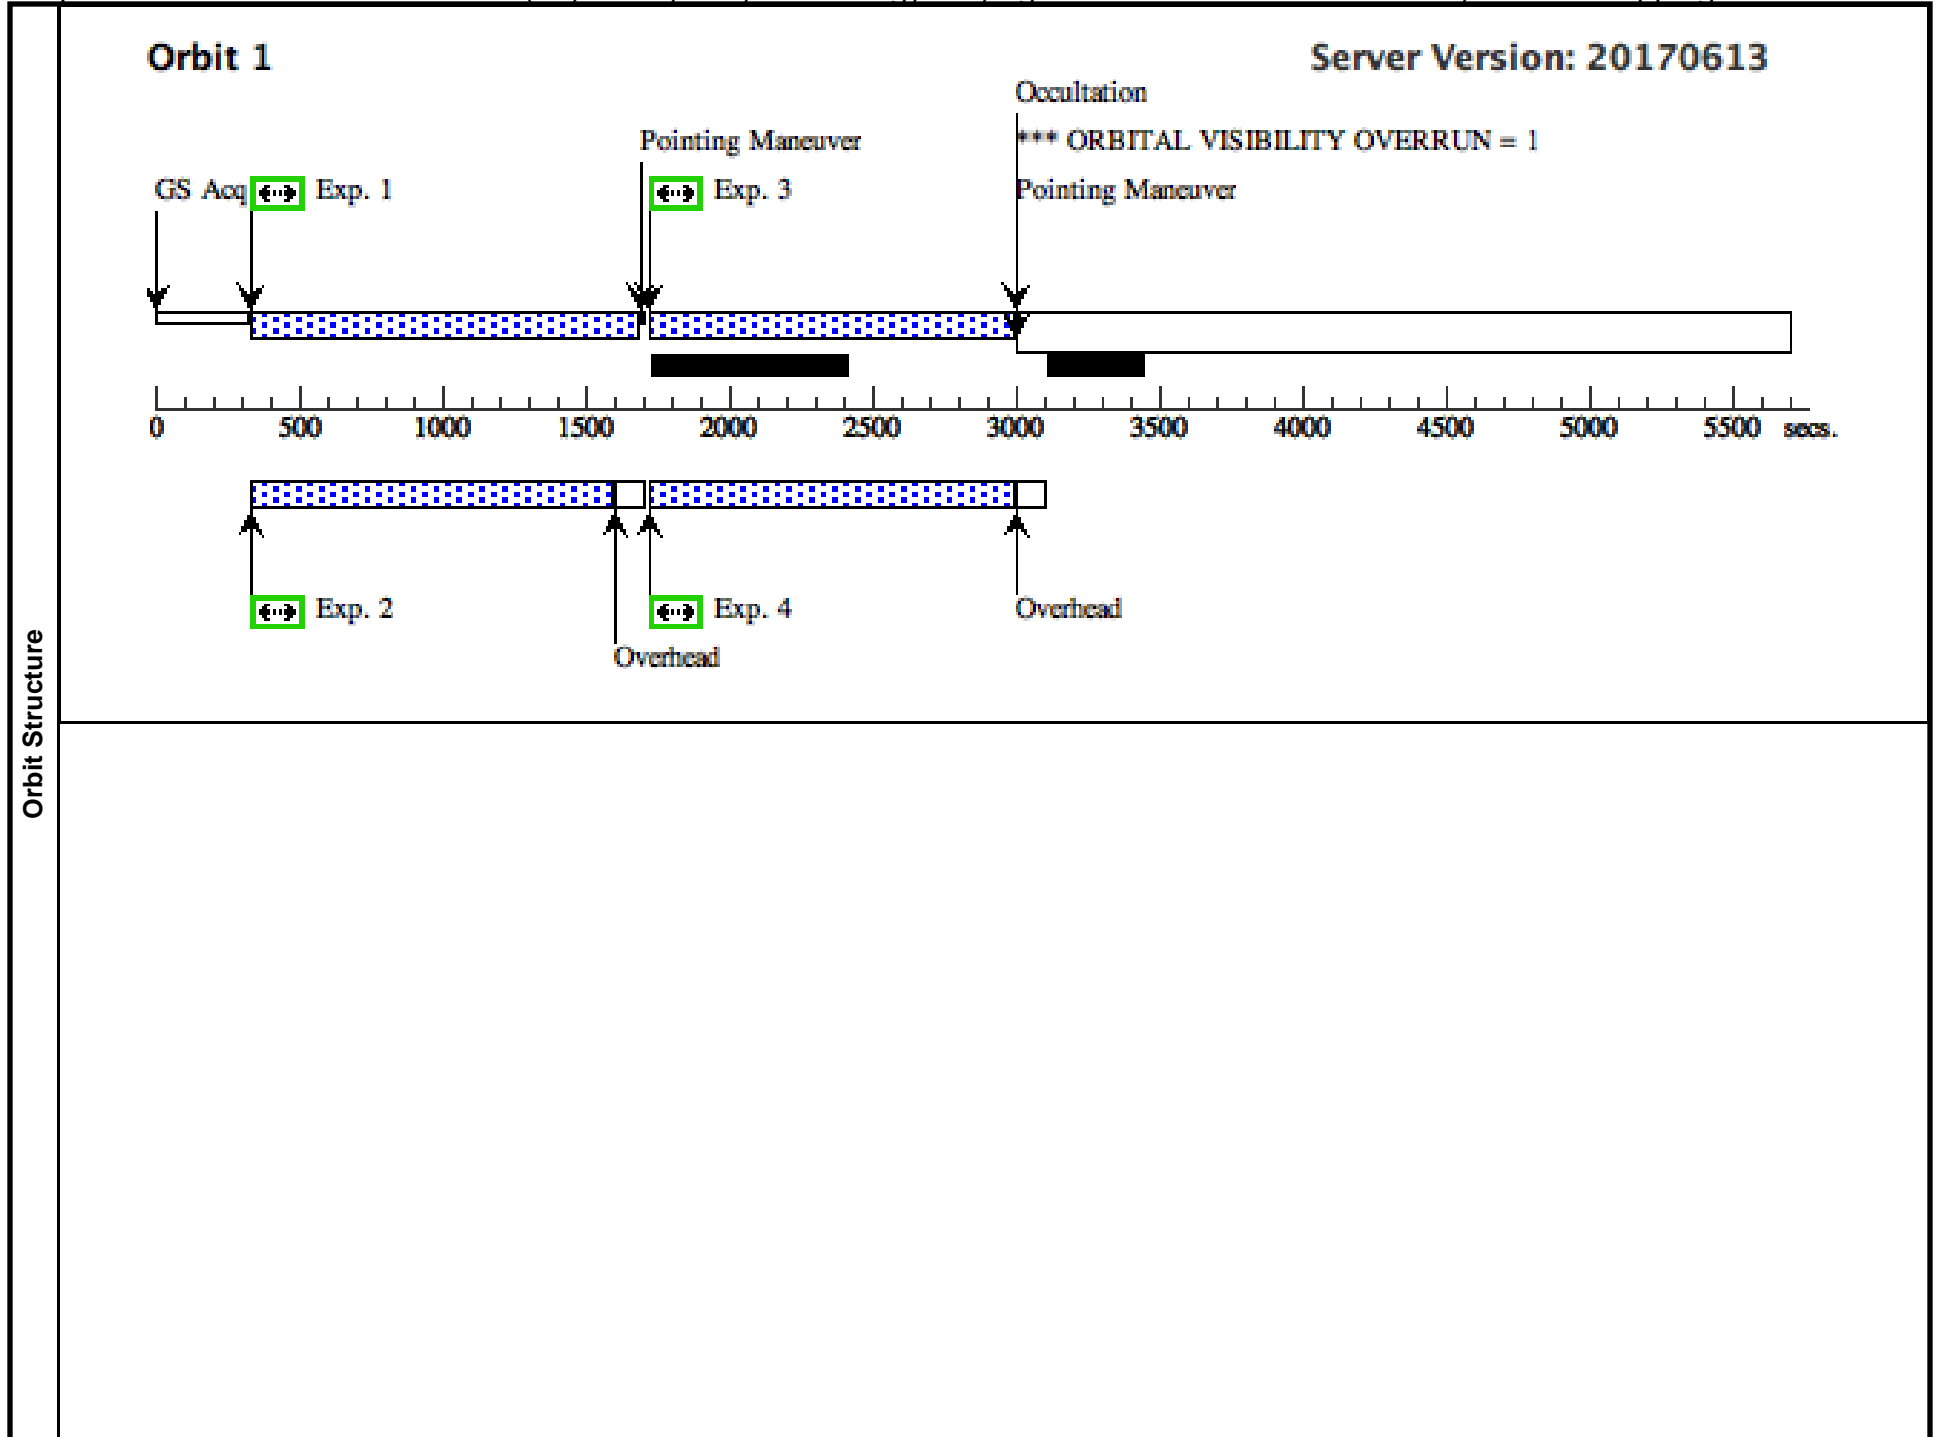 Orbit 1
Server Version: 20170613
Occultation
Pointing Maneuver
*** ORBITAL VISIBILITY OVERRUN = 1
GS Acq
Exp. 1
Exp. 3
Pointing Maneuver
0 500 1000 1500 2000 2500 3000 3500 4000 4500 5000 5500 secs.
Exp. 2
Exp. 4
Overhead
Overhead
Orbit Structure